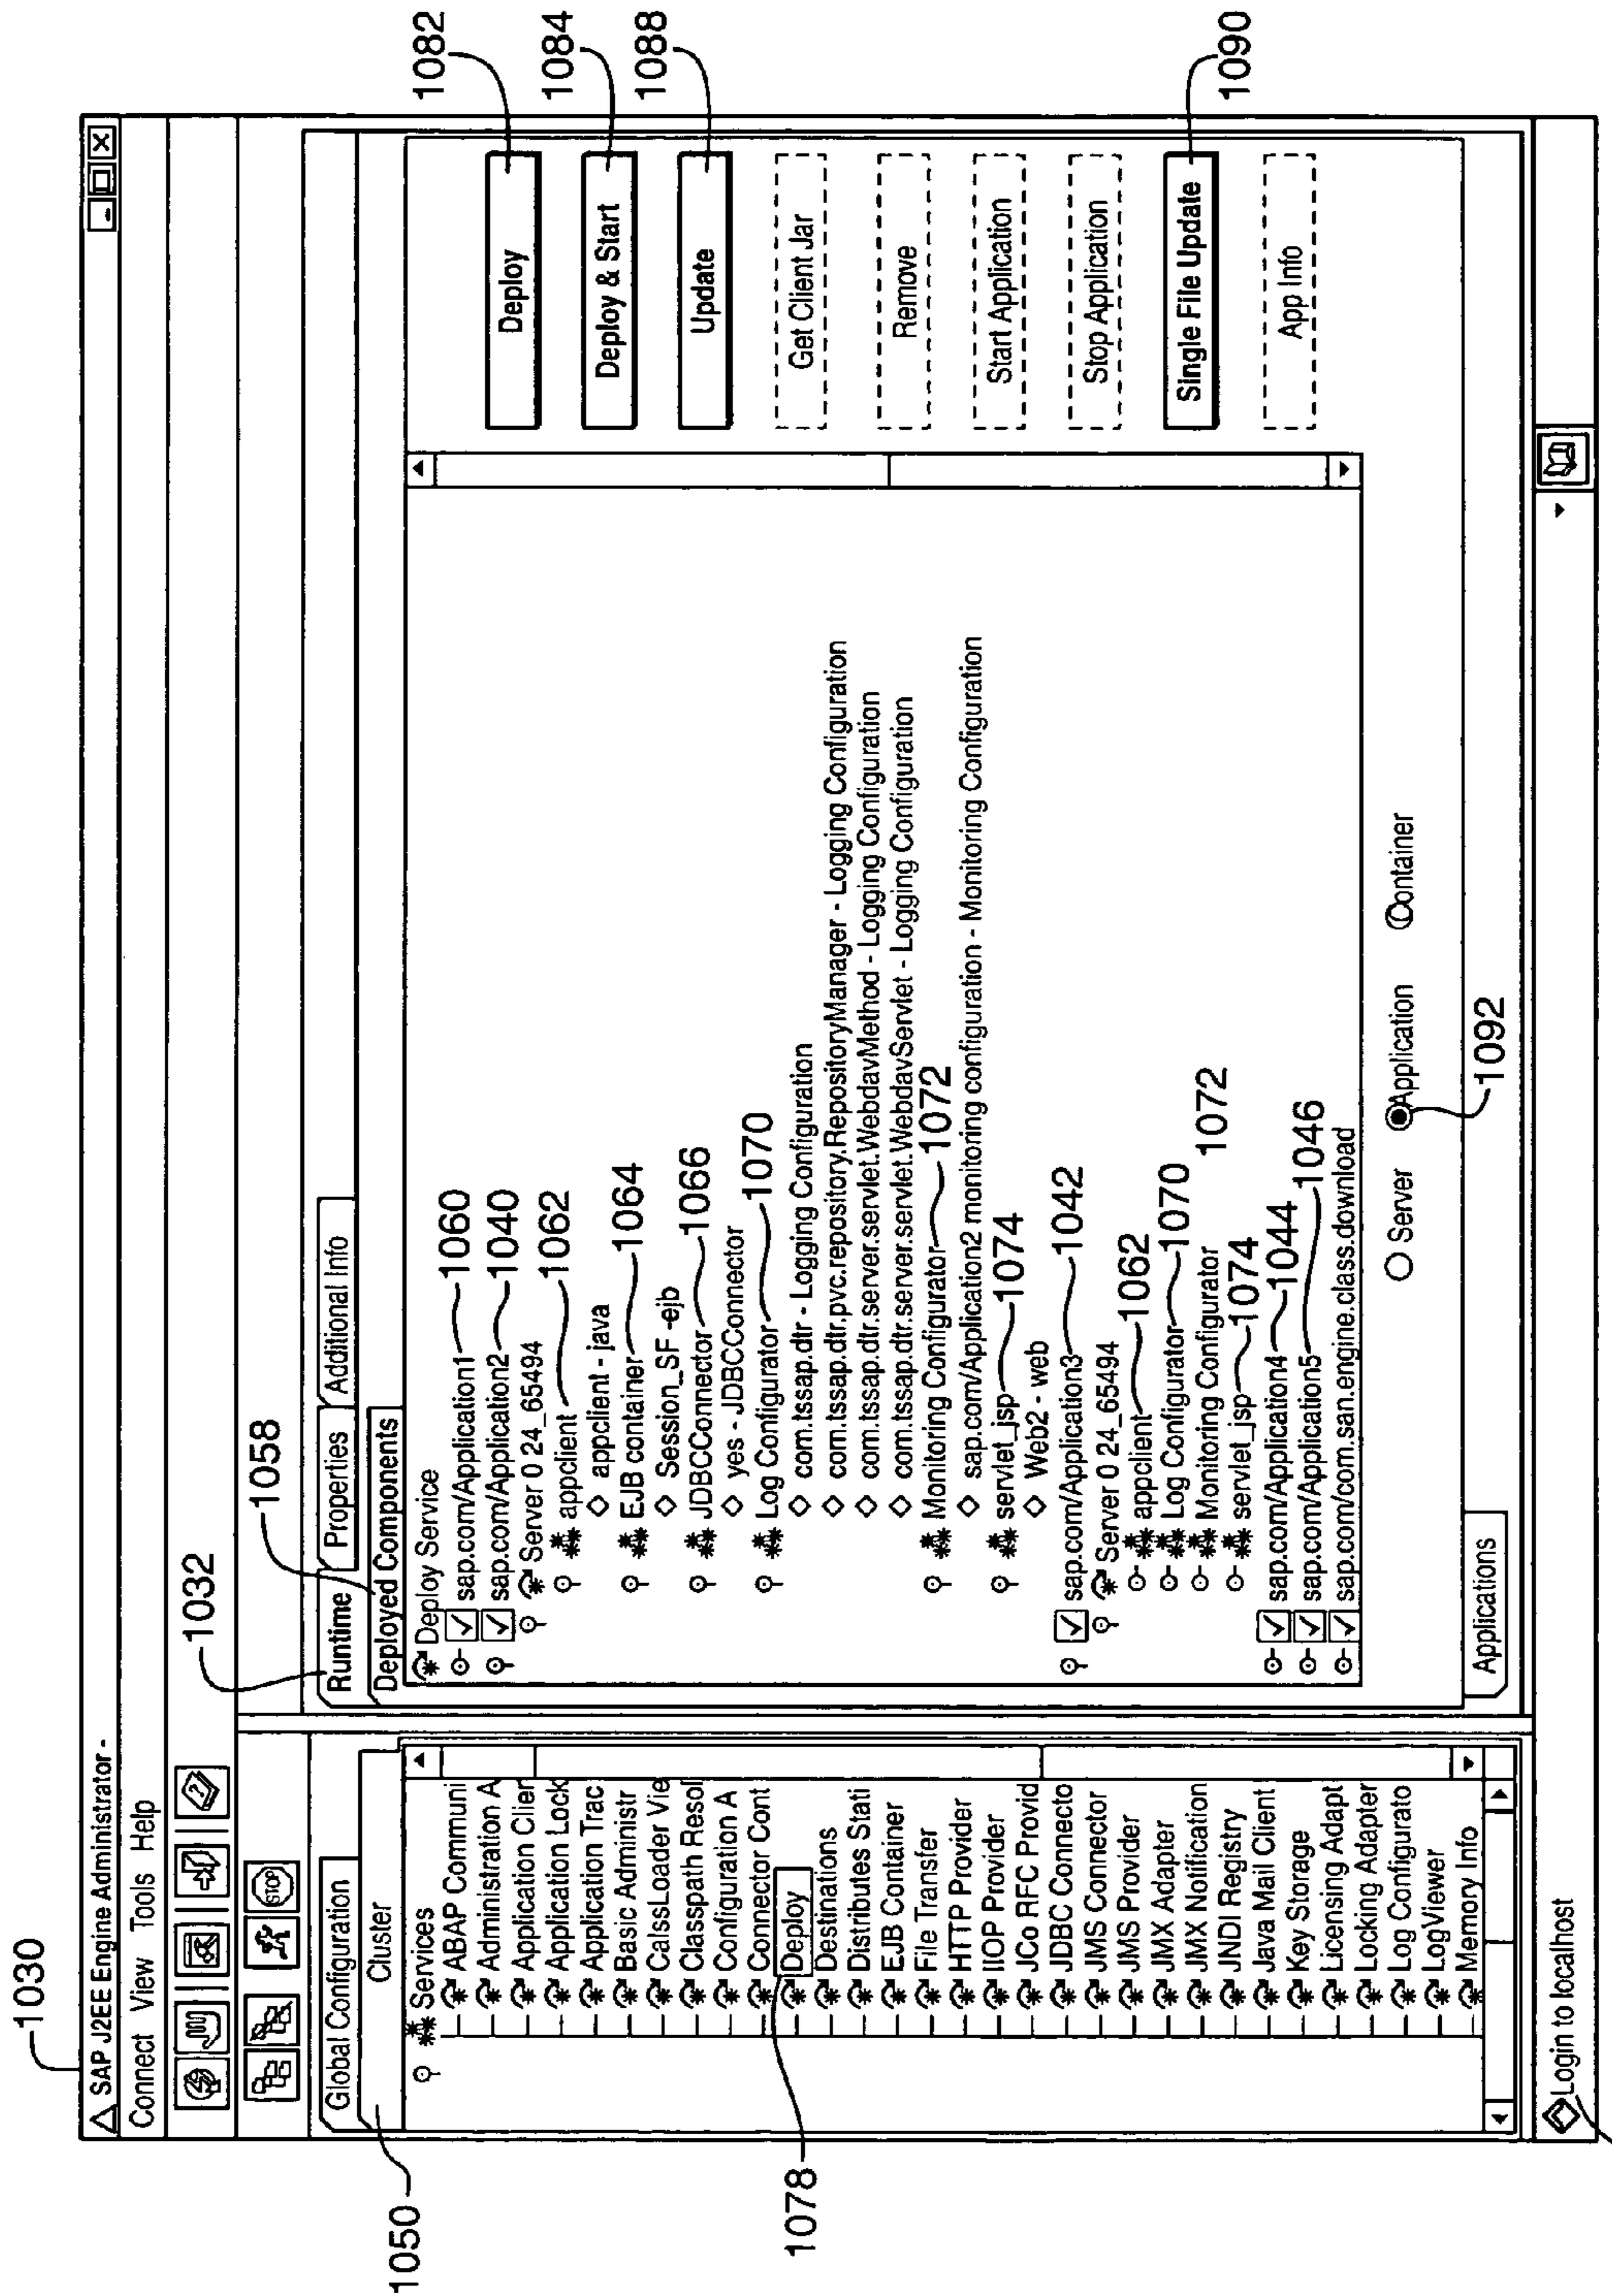 1030
SAP J2EE Engine Administrator -
Connect View Tools Help
STOP
1032
1058
1050
Global Configuration
Cluster
Services
ABAP Communi
Administration A
Application Clier
Application Lock
Application Trac
Basic Administr
CalssLoader Vie
Classpath Resol
Configuration A
Connector Cont
Deploy
1078
Destinations
Distributes Stati
EJB Container
File Transfer
HTTP Provider
IIOP Provider
JCo RFC Provid
JDBC Connecto
JMS Connector
JMS Provider
JMX Adapter
JMX Notification
JNDI Registry
Java Mail Client
Key Storage
Licensing Adapt
Locking Adapter
Log Configurato
LogViewer
Memory Info
Runtime Properties Additional Info
Deployed Components
Deploy Service
sap.com/Application1 1060
sap.com/Application2 1040
Server 0 24_65494
appclient 1062
appclient - java
EJB container 1064
Session_SF -ejb
JDBCConnector 1066
yes - JDBCConnector
Log Configurator 1070
com.tssap.dtr - Logging Configuration
com.tssap.dtr.pvc.repository.RepositoryManager - Logging Configuration
com.tssap.dtr.server.servlet.WebdavMethod - Logging Configuration
com.tssap.dtr.server.servlet.WebdavServlet - Logging Configuration
Monitoring Configurator 1072
sap.com/Application2 monitoring configuration - Monitoring Configuration
servlet_jsp 1074
Web2 - web
sap.com/Application3 1042
Server 0 24_65494
appclient 1062
Log Configurator 1070
Monitoring Configurator 1072
servlet_jsp 1074
sap.com/Application4 1044
sap.com/Application5 1046
sap.com/com.san.engine.class.download
Server Application Container
1092
Applications
Deploy 1082
Deploy & Start 1084
Update 1088
Get Client Jar
Remove
Start Application
Stop Application
Single File Update 1090
App Info
Login to localhost